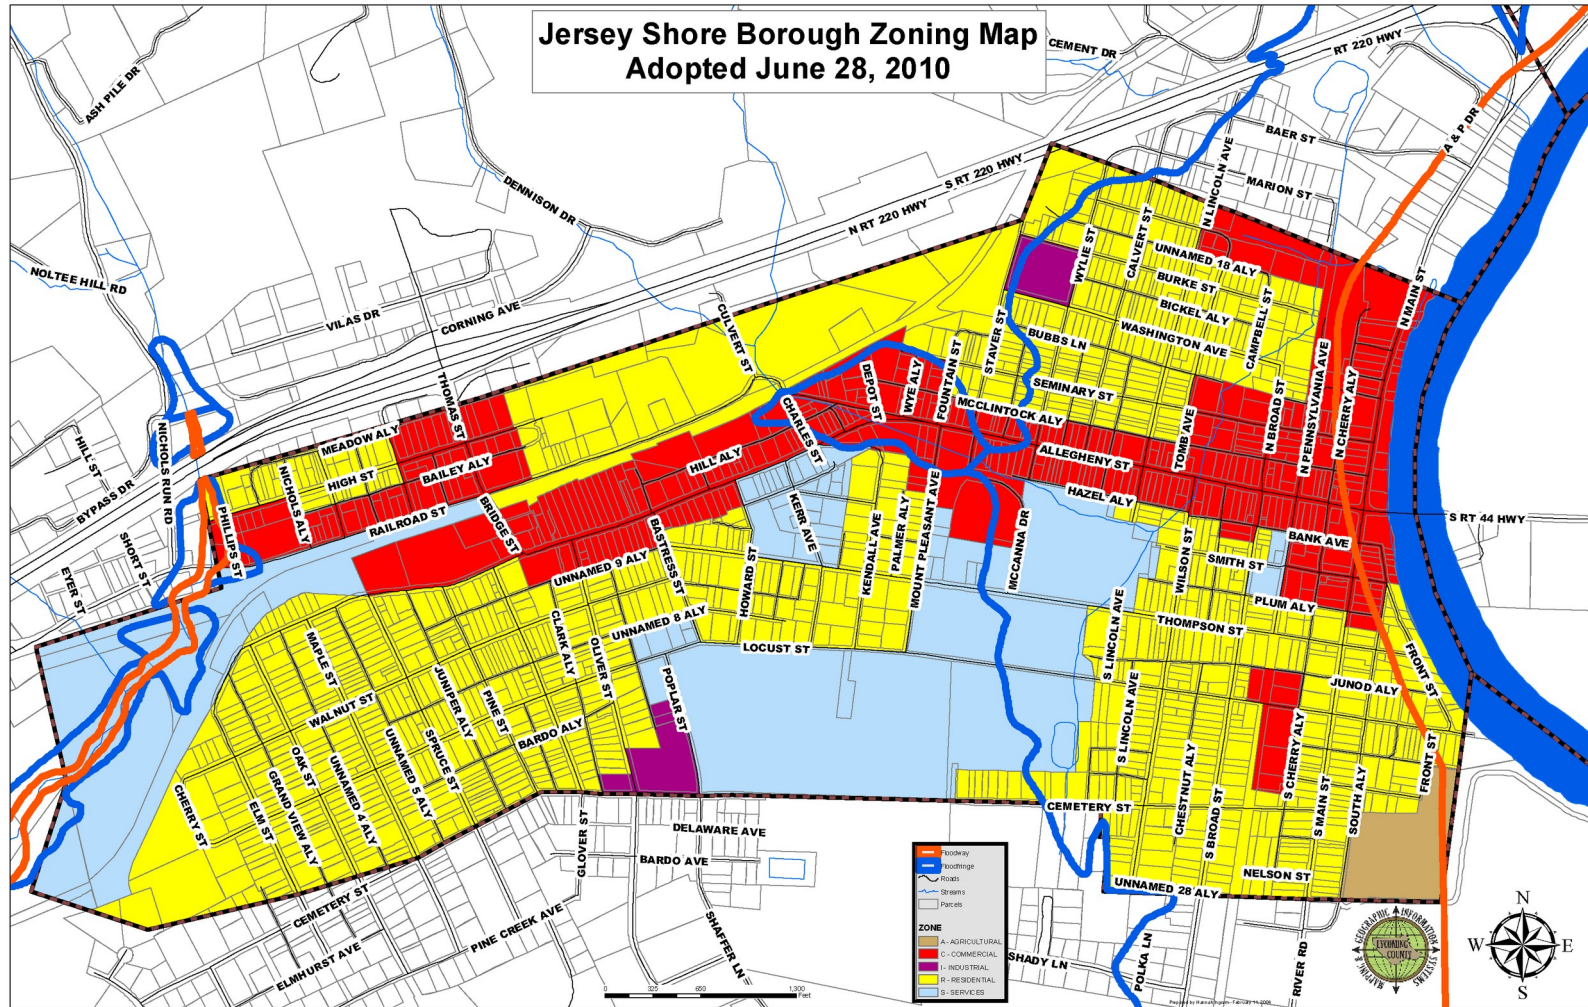 Jersey Shore Borough Zoning Map
Adopted June 28, 2010
CEMENT DR
RT 220 HWY
ASH PILE DR
A & P DR
BAER ST
N LINCOLN AVE
MARION ST
DENNISON DR
S RT 220 HWY
N RT 220 HWY
NOLTEE HILL RD
VILAS DR
CORNING AVE
CULVERT ST
WYLIE ST
CALVERT ST
UNNAMED 18 ALY
BURKE ST
BICKEL ALY
CAMPBELL ST
WASHINGTON AVE
N MAIN ST
STAVER ST
BUBBS LN
SEMINARY ST
MCCLINTOCK ALY
FOUNTAIN ST
WYE ALY
DEPOT ST
THOMAS ST
MEADOW ALY
HIGH ST
NICHOLS ALY
BAILEY ALY
RAILROAD ST
BRIDGE ST
HILL ALY
CHARLES ST
KERR AVE
HILL ST
BYPASS DR
NICHOLS RUN RD
PHILLIPS ST
SHORT ST
EYER ST
TOMB AVE
N BROAD ST
N PENNSYLVANIA AVE
N CHERRY ALY
ALLEGHENY ST
HAZEL ALY
S RT 44 HWY
BANK AVE
SMITH ST
WILSON ST
PLUM ALY
THOMPSON ST
MCCANNA DR
MOUNT PLEASANT AVE
PALMER ALY
KENDALL AVE
HOWARD ST
BASTRESS ST
UNNAMED 9 ALY
UNNAMED 8 ALY
CLARK ALY
OLIVER ST
LOCUST ST
POPLAR ST
MAPLE ST
WALNUT ST
JUNIPER ALY
PINE ST
BARDO ALY
SPRUCE ST
UNNAMED 5 ALY
UNNAMED 4 ALY
OAK ST
GRAND VIEW ALY
ELM ST
CHERRY ST
S LINCOLN AVE
S LINCOLN AVE
FRONT ST
JUNOD ALY
FRONT ST
S CHERRY ALY
S MAIN ST
SOUTH ALY
CHESTNUT ALY
S BROAD ST
CEMETERY ST
NELSON ST
UNNAMED 28 ALY
GLOVER ST
DELAWARE AVE
BARDO AVE
CEMETERY ST
ELMHURST AVE
PINE CREEK AVE
SHAFFER LN
SHADY LN
POLKA LN
RIVER RD
Floodway
Floodfringe
Roads
Streams
Parcels
ZONE
A - AGRICULTURAL
C - COMMERCIAL
I - INDUSTRIAL
R - RESIDENTIAL
S - SERVICES
0 325 650 1,300
Feet
GEOGRAPHIC INFORMATION
LYCOMING
COUNTY
MAPPING & SYSTEMS
N
W E
S